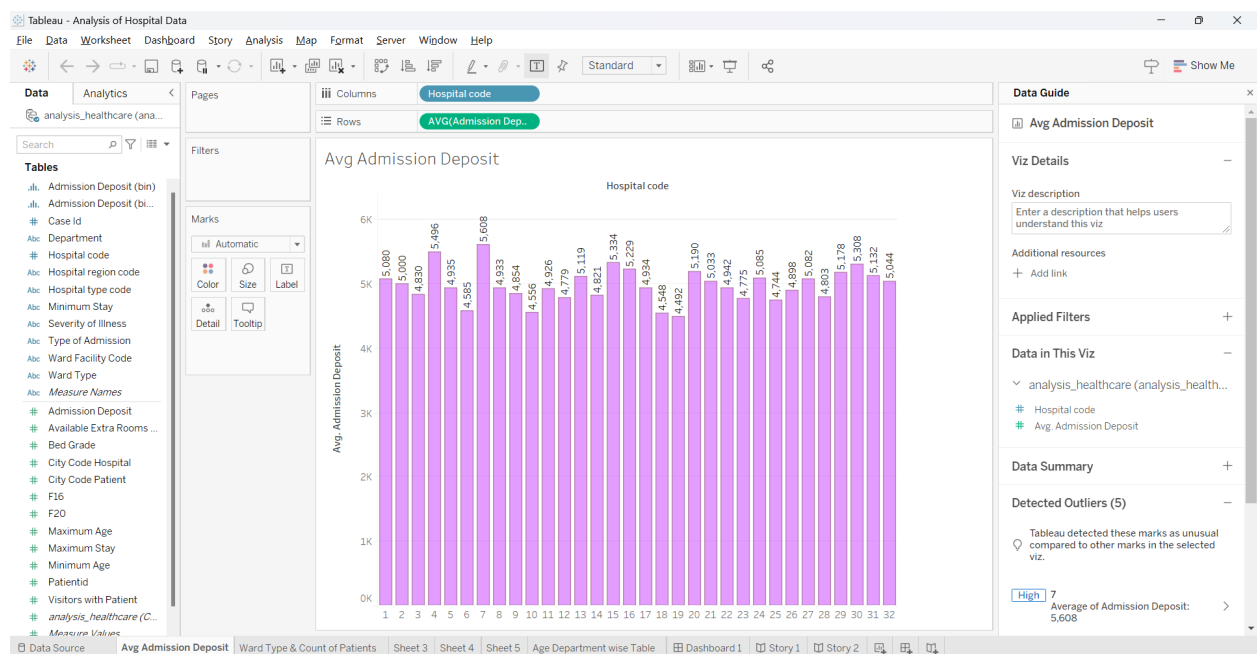 Tableau - Analysis of Hospital Data
File Data Worksheet Dashboard Story Analysis Map Format Server Window Help
Standard
Show Me
Data Analytics
analysis_healthcare (ana...
Search
Tables
Admission Deposit (bin)
Admission Deposit (bi...
# Case Id
Abc Department
# Hospital code
Abc Hospital region code
Abc Hospital type code
Abc Minimum Stay
Abc Severity of Illness
Abc Type of Admission
Abc Ward Facility Code
Abc Ward Type
Abc Measure Names
# Admission Deposit
# Available Extra Rooms ...
# Bed Grade
# City Code Hospital
# City Code Patient
# F16
# F20
# Maximum Age
# Maximum Stay
# Minimum Age
# Patientid
# Visitors with Patient
# analysis_healthcare (C...
# Measure Values
Pages
Filters
Marks
Automatic
Color Size Label
Detail Tooltip
Columns
Hospital code
Rows
AVG(Admission Dep..
Avg Admission Deposit
Hospital code
Avg. Admission Deposit
6K
5K
4K
3K
2K
1K
0K
5,080 5,000 4,830 5,496 4,935 4,585 5,608 4,933 4,854 4,556 4,926 4,779 5,119 4,821 5,334 5,229 4,934 4,548 4,492 5,190 5,033 4,942 4,775 5,085 4,744 4,898 5,082 4,803 5,178 5,308 5,132 5,044
1 2 3 4 5 6 7 8 9 10 11 12 13 14 15 16 17 18 19 20 21 22 23 24 25 26 27 28 29 30 31 32
Data Guide
Avg Admission Deposit
Viz Details
Viz description
Enter a description that helps users
understand this viz
Additional resources
+ Add link
Applied Filters
Data in This Viz
analysis_healthcare (analysis_health...
# Hospital code
# Avg. Admission Deposit
Data Summary
Detected Outliers (5)
Tableau detected these marks as unusual
compared to other marks in the selected
viz.
High 7
Average of Admission Deposit:
5,608
Data Source Avg Admission Deposit Ward Type & Count of Patients Sheet 3 Sheet 4 Sheet 5 Age Department wise Table Dashboard 1 Story 1 Story 2